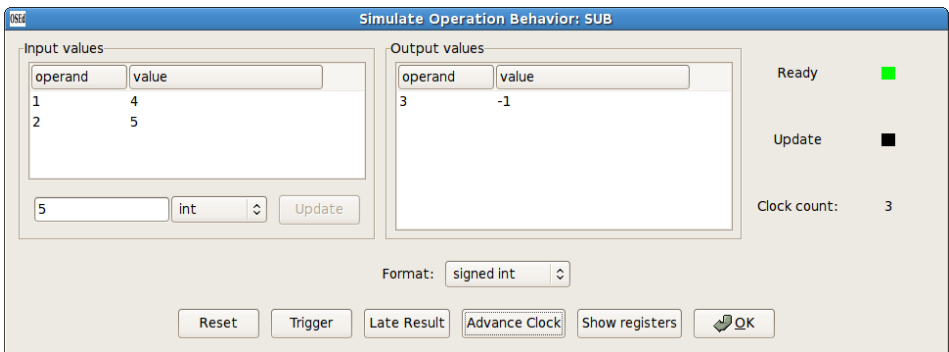 OSEd
Simulate Operation Behavior: SUB
Input values
operand value
1 4
2 5
5 int Update
Output values
operand value
3 -1
Ready
Update
Clock count: 3
Format: signed int
Reset Trigger Late Result Advance Clock Show registers OK